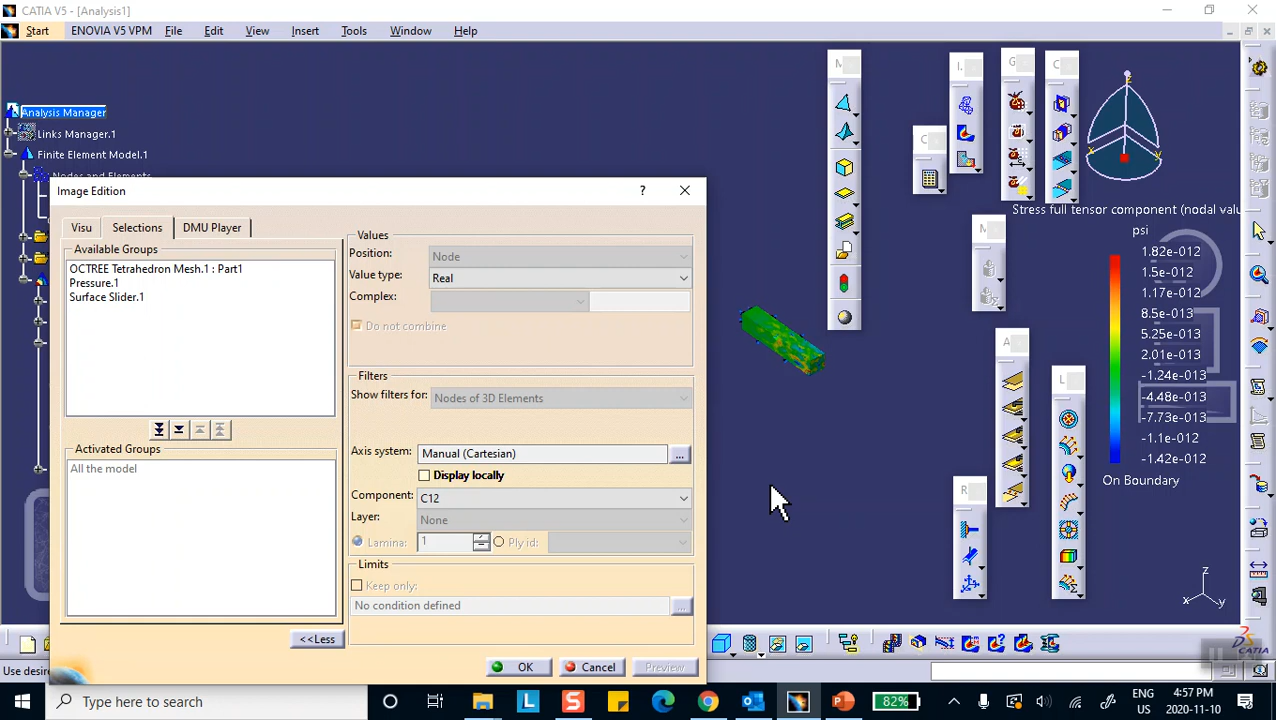 CATIA V5 - [Analysis1]
Start ENOVIA V5 VPM File Edit View Insert Tools Window Help
Analysis Manager
Links Manager.1
Finite Element Model.1
Nodes and Elements
Image Edition ?
Visu Selections DMU Player
Available Groups
OCTREE Tetrahedron Mesh.1 : Part1
Pressure.1
Surface Slider.1
Activated Groups
All the model
<<Less
Values
Position: Node
Value type: Real
Complex:
Do not combine
Filters
Show filters for: Nodes of 3D Elements
Axis system: Manual (Cartesian) ...
Display locally
Component: C12
Layer: None
Lamina: 1 Ply id:
Limits
Keep only:
No condition defined ...
OK Cancel Preview
M
C
I.
G
C
M
A
L
R
Stress full tensor component (nodal valu
psi
1.82e-012
1.5e-012
1.17e-012
8.5e-013
5.25e-013
2.01e-013
-1.24e-013
-4.48e-013
-7.73e-013
-1.1e-012
-1.42e-012
On Boundary
z
x y
CATIA
Use desire
Type here to search
82%
ENG
US
4:57 PM
2020-11-10